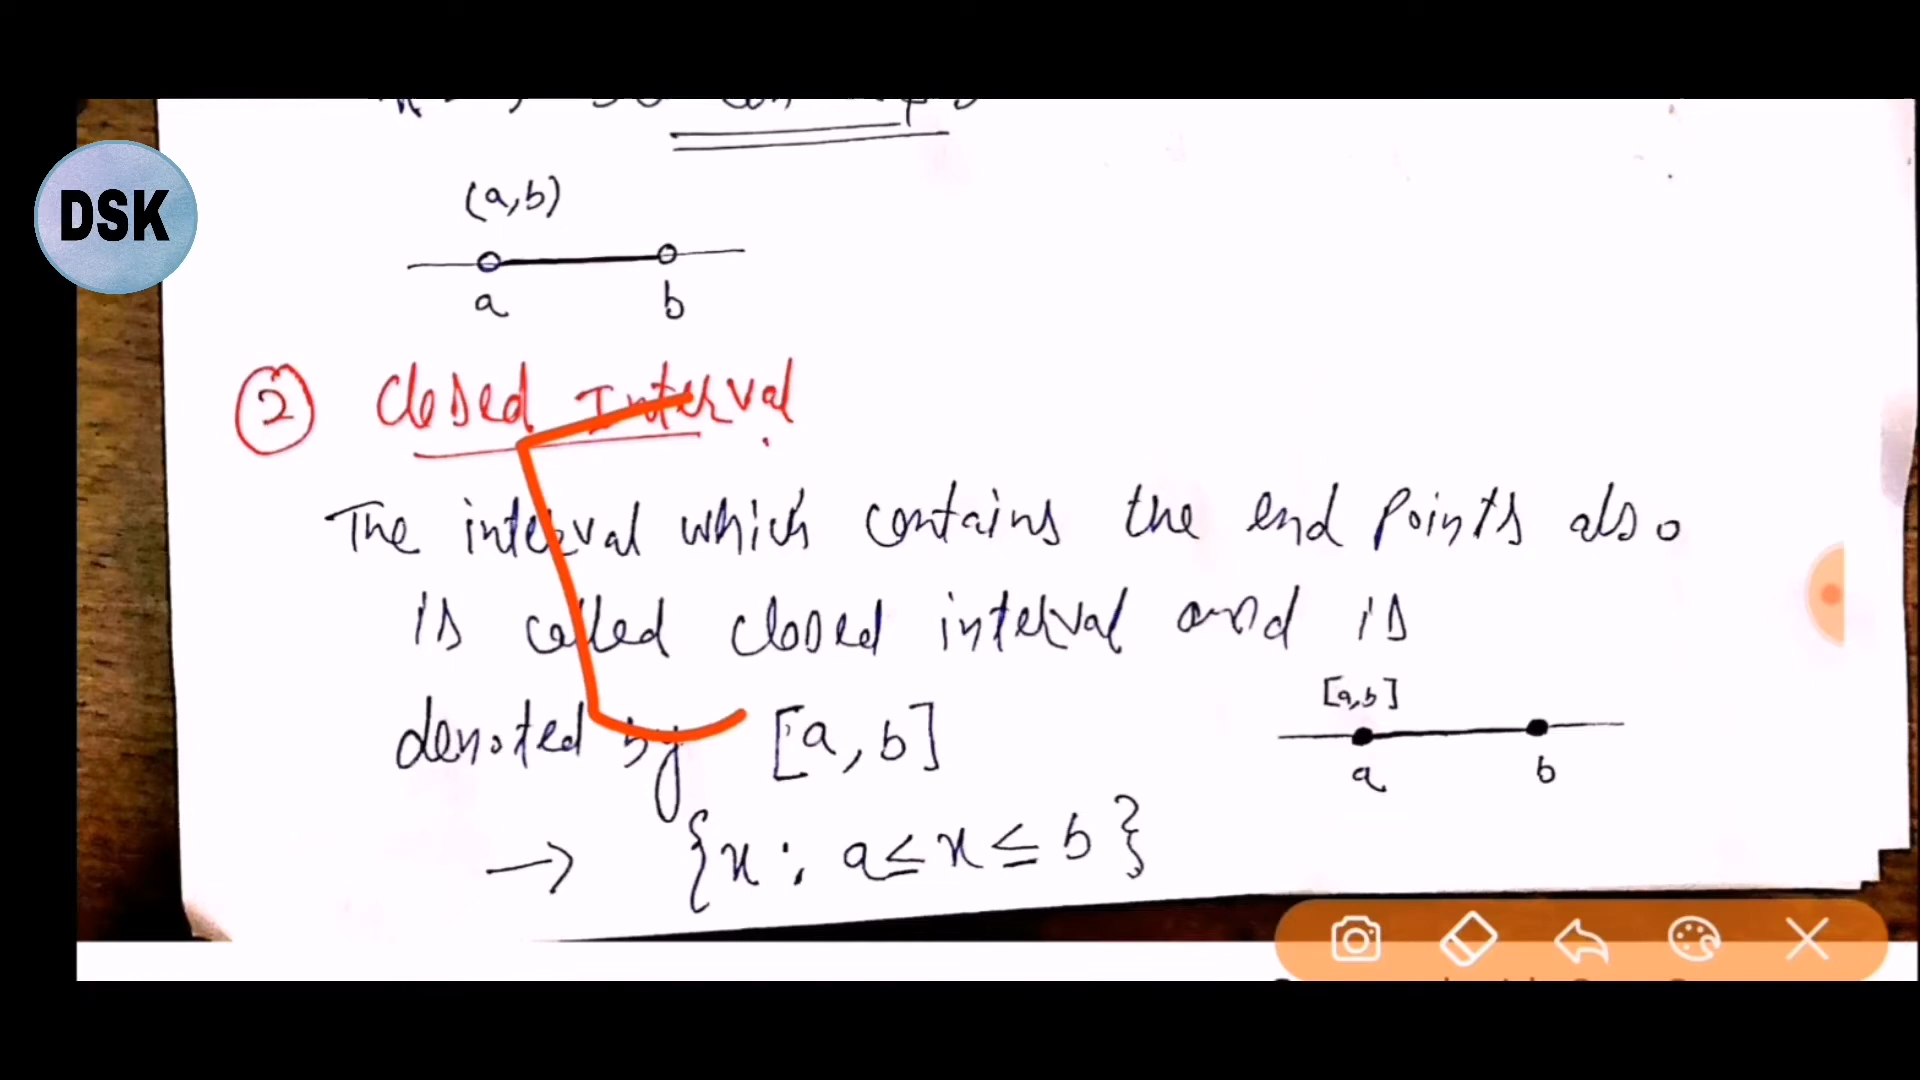 DSK
(a,b)
a b
2 Closed Interval
The interval which contains the end points also
is called closed interval and is
denoted by [a, b]
[a,b]
a b
→ {x : a ≤ x ≤ b}